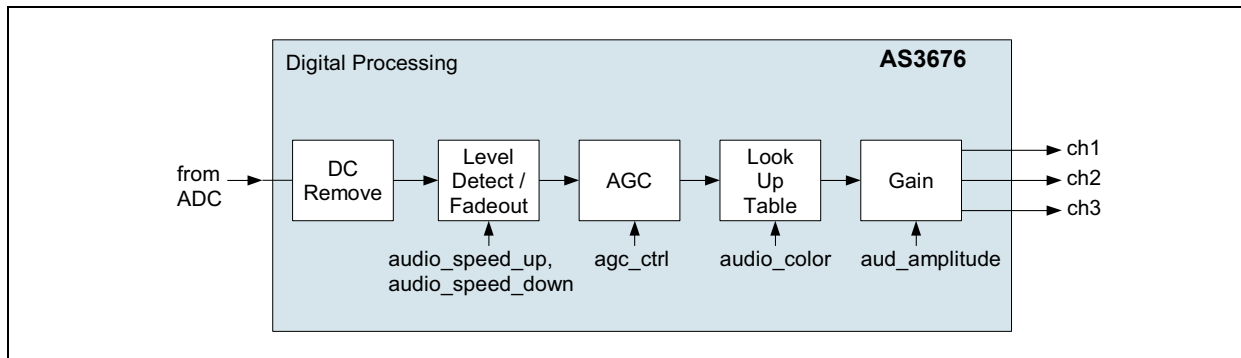 Digital Processing
AS3676
from
ADC
DC
Remove
Level
Detect /
Fadeout
AGC
Look
Up
Table
Gain
ch1
ch2
ch3
audio_speed_up,
audio_speed_down
agc_ctrl
audio_color
aud_amplitude